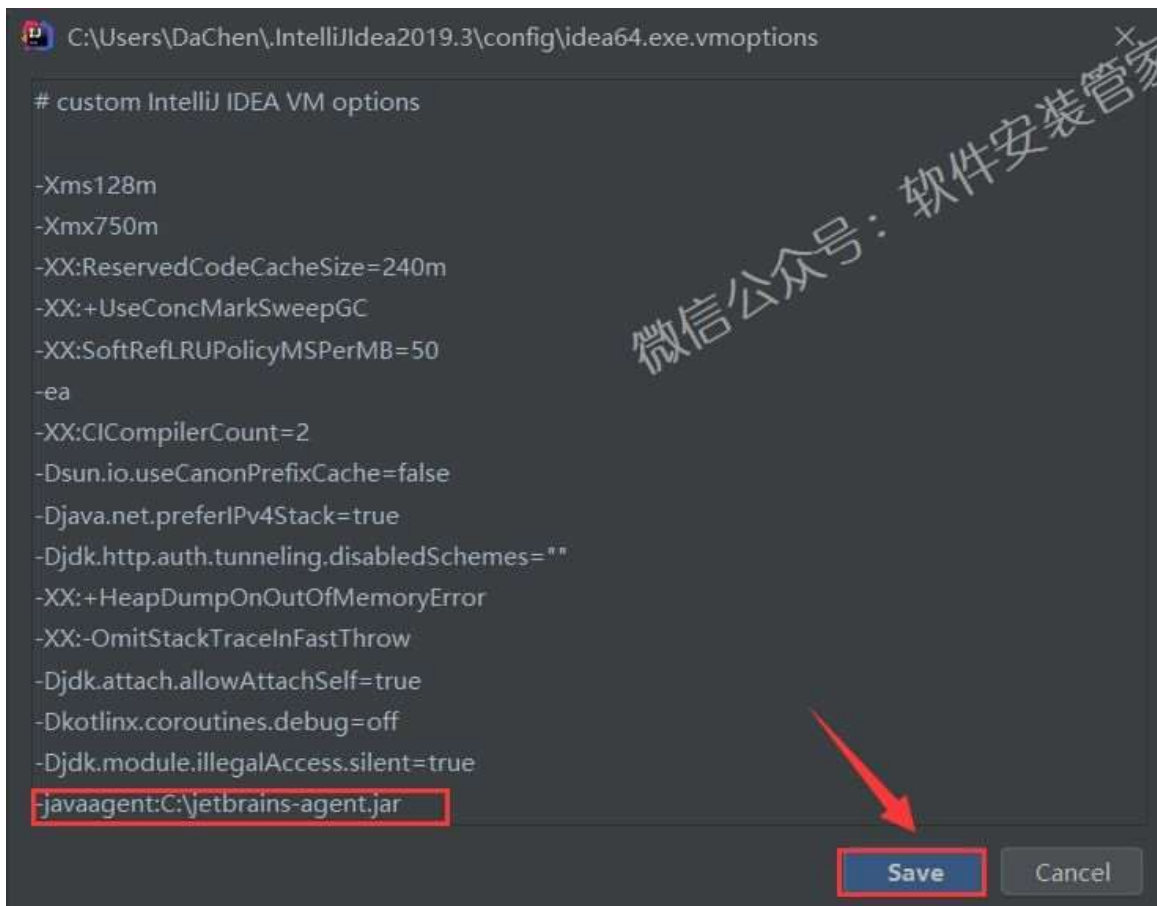 C:\Users\DaChen\.IntelliJIdea2019.3\config\idea64.exe.vmoptions
# custom IntelliJ IDEA VM options
-Xms128m
-Xmx750m
-XX:ReservedCodeCacheSize=240m
-XX:+UseConcMarkSweepGC
-XX:SoftRefLRUPolicyMSPerMB=50
-ea
-XX:CICompilerCount=2
-Dsun.io.useCanonPrefixCache=false
-Djava.net.preferIPv4Stack=true
-Djdk.http.auth.tunneling.disabledSchemes=""
-XX:+HeapDumpOnOutOfMemoryError
-XX:-OmitStackTraceInFastThrow
-Djdk.attach.allowAttachSelf=true
-Dkotlinx.coroutines.debug=off
-Djdk.module.illegalAccess.silent=true
-javaagent:C:\jetbrains-agent.jar
Save Cancel
微信公众号：软件安装管家